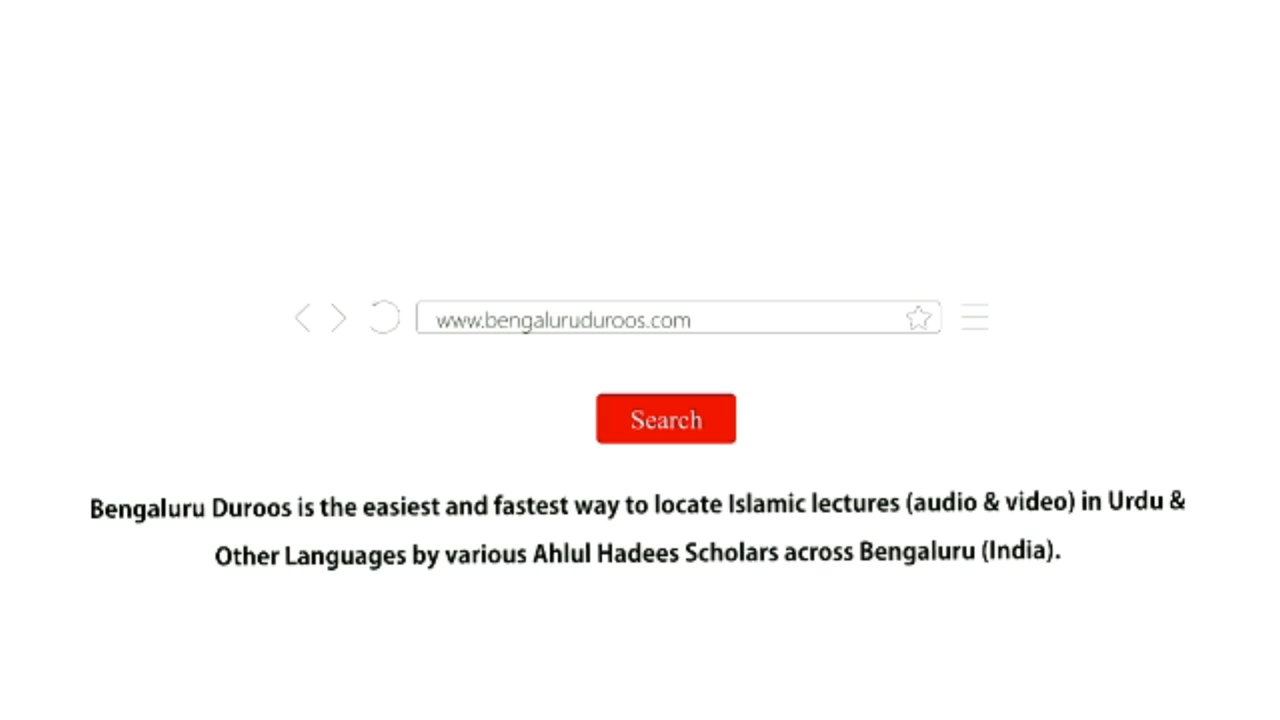 www.bengaluruduroos.com
Search
Bengaluru Duroos is the easiest and fastest way to locate Islamic lectures (audio & video) in Urdu &
Other Languages by various Ahlul Hadees Scholars across Bengaluru (India).